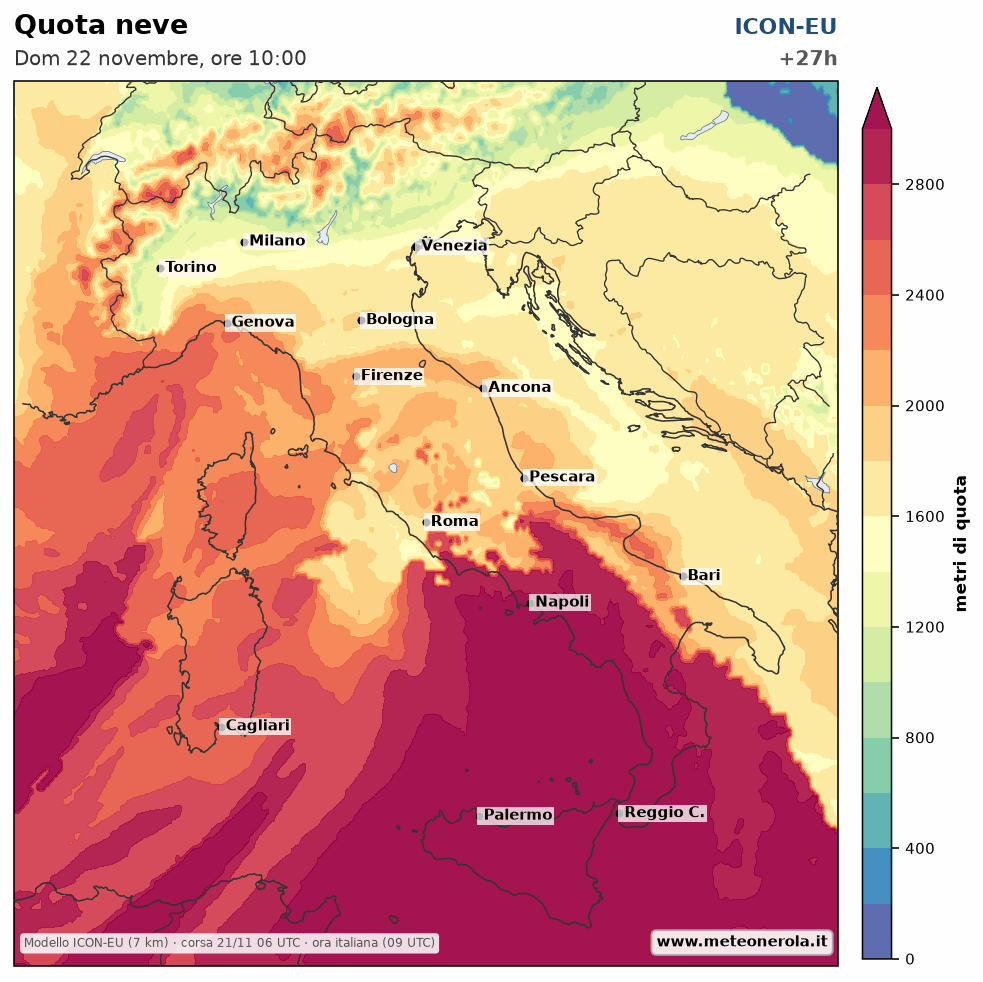 Quota neve
ICON-EU
Dom 22 novembre, ore 10:00
+27h
Milano
Venezia
Torino
Genova
Bologna
Firenze
Ancona
Pescara
Roma
Bari
Napoli
Cagliari
Palermo
Reggio C.
2800
2400
2000
1600
1200
800
400
0
metri di quota
Modello ICON-EU (7 km) · corsa 21/11 06 UTC · ora italiana (09 UTC)
www.meteonerola.it